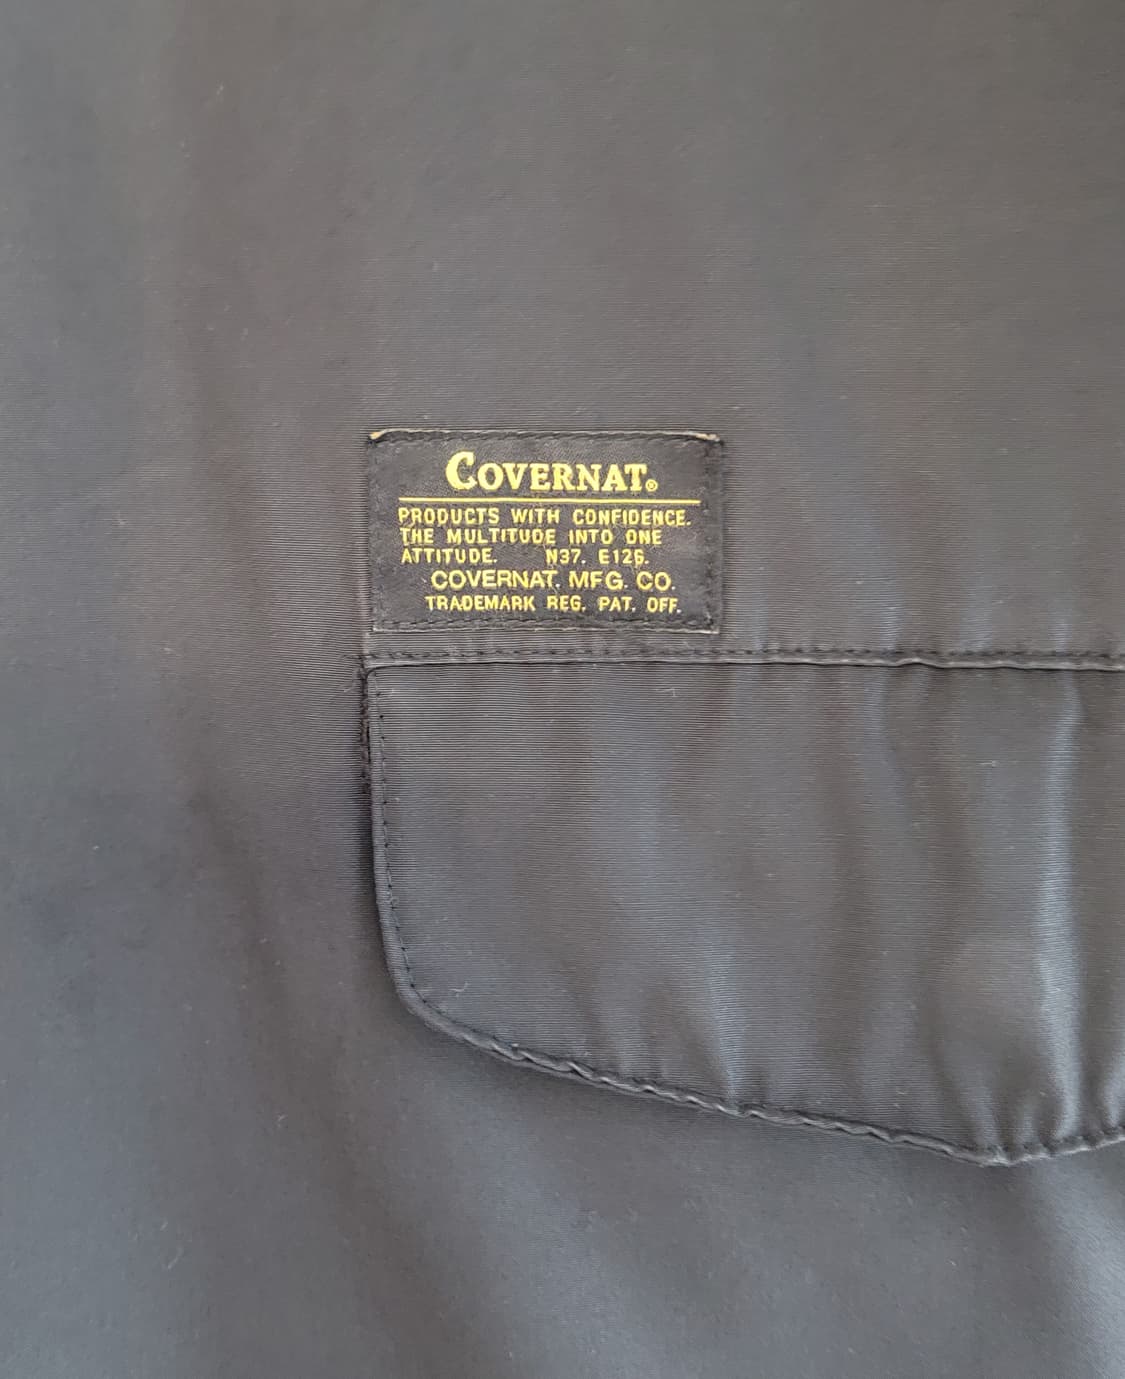 COVERNAT.®
PRODUCTS WITH CONFIDENCE.
THE MULTITUDE INTO ONE
ATTITUDE. N37. E126.
COVERNAT. MFG. CO.
TRADEMARK REG. PAT. OFF.